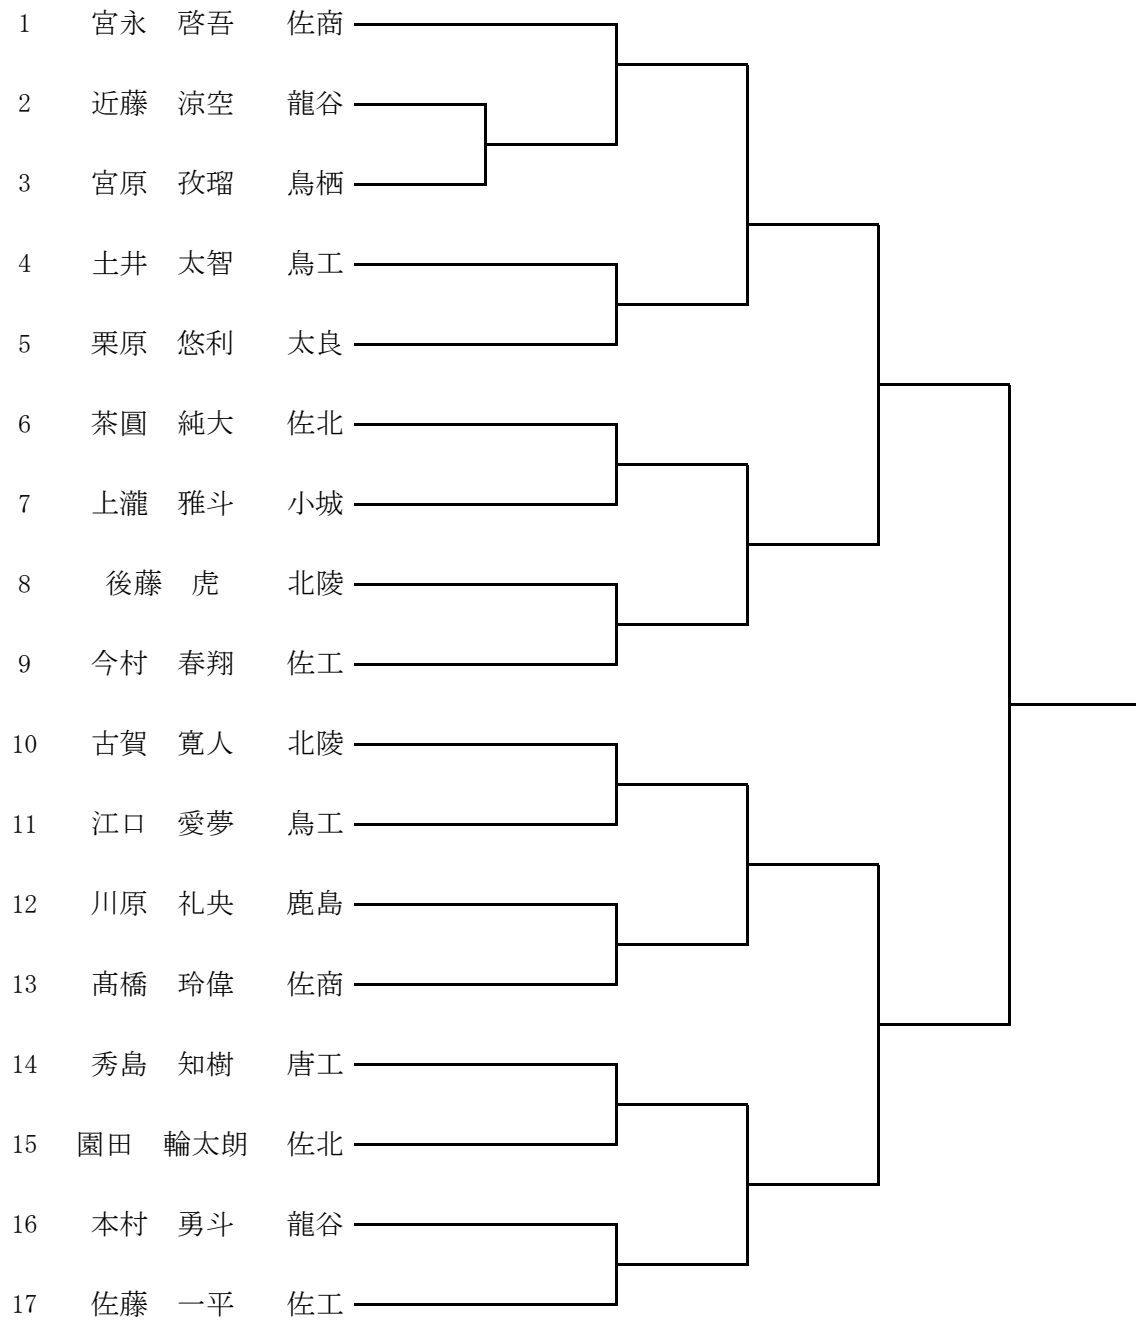 1 宮永 啓吾 佐商
2 近藤 涼空 龍谷
3 宮原 孜瑠 鳥栖
4 土井 太智 鳥工
5 栗原 悠利 太良
6 茶圓 純大 佐北
7 上瀧 雅斗 小城
8 後藤 虎 北陵
9 今村 春翔 佐工
10 古賀 寛人 北陵
11 江口 愛夢 鳥工
12 川原 礼央 鹿島
13 髙橋 玲偉 佐商
14 秀島 知樹 唐工
15 園田 輪太朗 佐北
16 本村 勇斗 龍谷
17 佐藤 一平 佐工